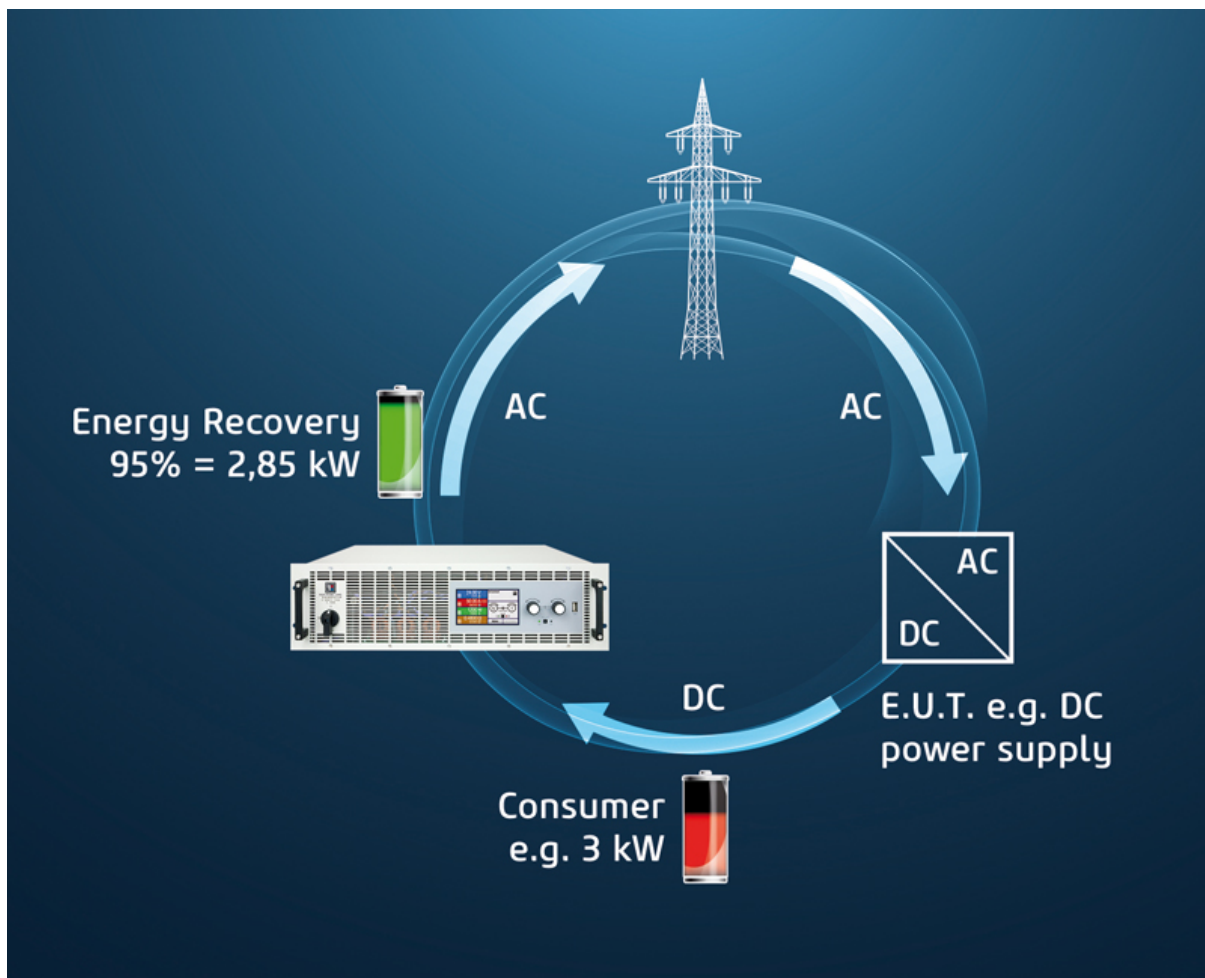 AC
AC
Energy Recovery
95% = 2,85 kW
AC
DC
DC
E.U.T. e.g. DC
power supply
Consumer
e.g. 3 kW